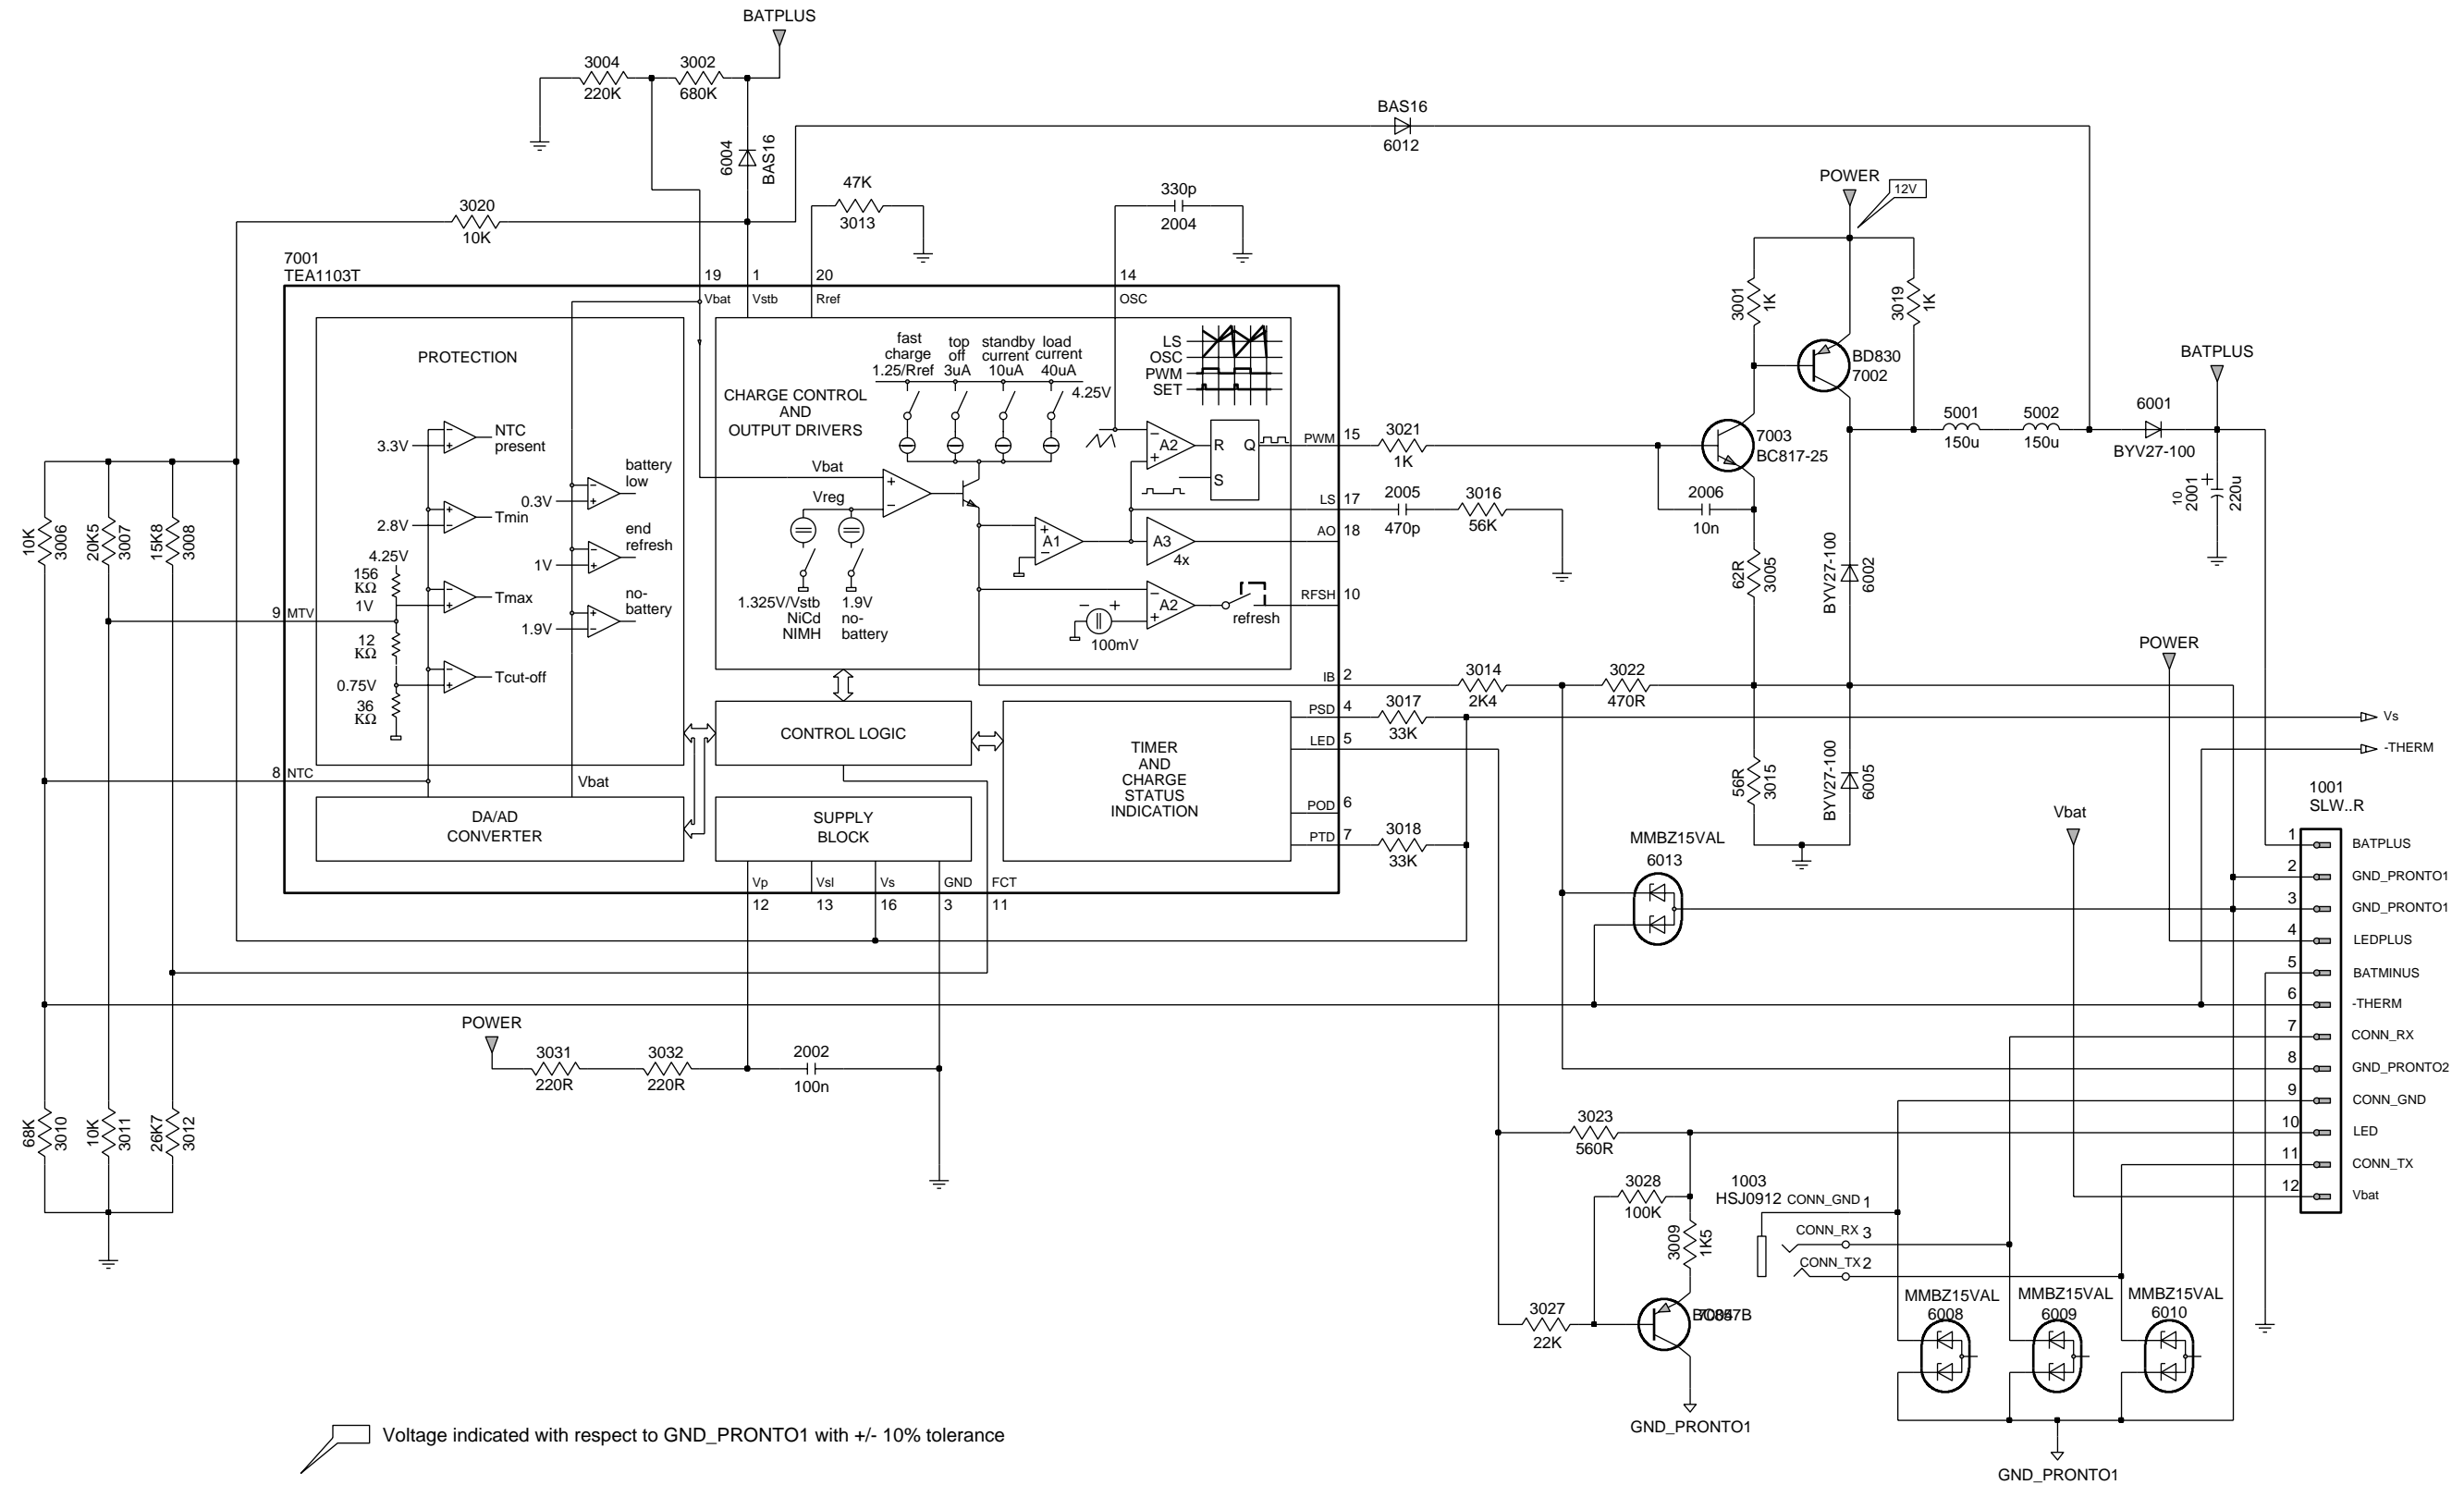 BATPLUS
3004
220K
3002
680K
6004
BAS16
BAS16
6012
3020
10K
47K
3013
330p
2004
POWER
12V
7001
TEA1103T
19
1
20
14
Vbat
Vstb
Rref
OSC
PROTECTION
NTC
present
3.3V
Tmin
2.8V
4.25V
156
KΩ
1V
Tmax
12
KΩ
0.75V
Tcut-off
36
KΩ
battery
low
0.3V
end
refresh
1V
no-
battery
1.9V
Vbat
9
MTV
8
NTC
CHARGE CONTROL
AND
OUTPUT DRIVERS
fast
charge
1.25/Rref
top
off
3uA
standby
current
10uA
load
current
40uA
4.25V
LS
OSC
PWM
SET
Vbat
Vreg
1.325V/Vstb
NiCd
NIMH
1.9V
no-
battery
A1
A2
R
Q
S
A3
4x
A2
100mV
refresh
PWM
15
LS
17
AO
18
RFSH
10
IB
2
PSD
4
LED
5
POD
6
PTD
7
CONTROL LOGIC
TIMER
AND
CHARGE
STATUS
INDICATION
DA/AD
CONVERTER
SUPPLY
BLOCK
Vp
Vsl
Vs
GND
FCT
12
13
16
3
11
10K
3006
20K5
3007
15K8
3008
68K
3010
10K
3011
26K7
3012
POWER
3031
220R
3032
220R
2002
100n
3021
1K
2005
470p
3016
56K
3001
1K
3019
1K
BD830
7002
7003
BC817-25
2006
10n
62R
3005
BYV27-100
6002
5001
150u
5002
150u
6001
BYV27-100
BATPLUS
10
2001
220u
+
3014
2K4
3022
470R
3017
33K
3018
33K
56R
3015
BYV27-100
6005
MMBZ15VAL
6013
POWER
Vs
-THERM
Vbat
1001
SLW..R
1
BATPLUS
2
GND_PRONTO1
3
GND_PRONTO1
4
LEDPLUS
5
BATMINUS
6
-THERM
7
CONN_RX
8
GND_PRONTO2
9
CONN_GND
10
LED
11
CONN_TX
12
Vbat
3023
560R
3028
100K
3009
1K5
3027
22K
GND_PRONTO1
1003
HSJ0912
CONN_GND 1
CONN_RX 3
CONN_TX 2
MMBZ15VAL
6008
MMBZ15VAL
6009
MMBZ15VAL
6010
GND_PRONTO1
Voltage indicated with respect to GND_PRONTO1 with +/- 10% tolerance